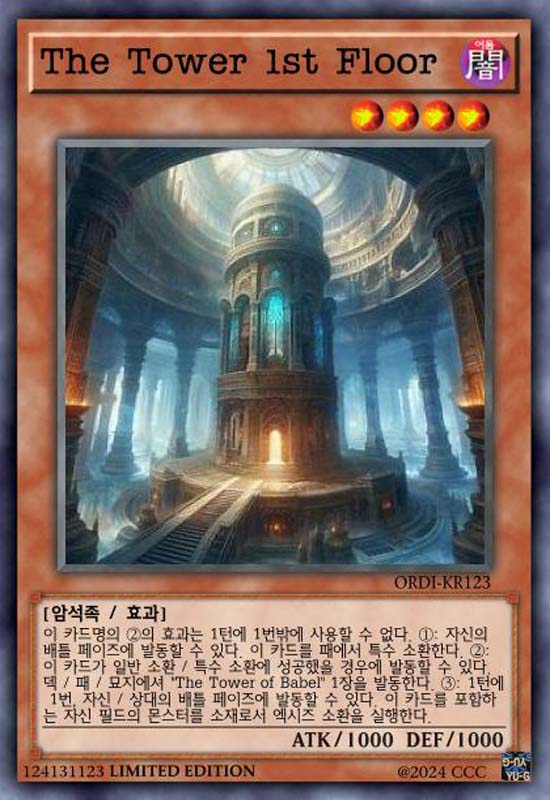 The Tower 1st Floor
어둠
闇
ORDI-KR123
[암석족 / 효과]
이 카드명의 ②의 효과는 1턴에 1번밖에 사용할 수 없다. ①: 자신의
배틀 페이즈에 발동할 수 있다. 이 카드를 패에서 특수 소환한다. ②:
이 카드가 일반 소환 / 특수 소환에 성공했을 경우에 발동할 수 있다.
덱 / 패 / 묘지에서 "The Tower of Babel" 1장을 발동한다. ③: 1턴에
1번, 자신 / 상대의 배틀 페이즈에 발동할 수 있다. 이 카드를 포함하
는 자신 필드의 몬스터를 소재로서 엑시즈 소환을 실행한다.
ATK/1000 DEF/1000
124131123 LIMITED EDITION @2024 CCC
YU-G